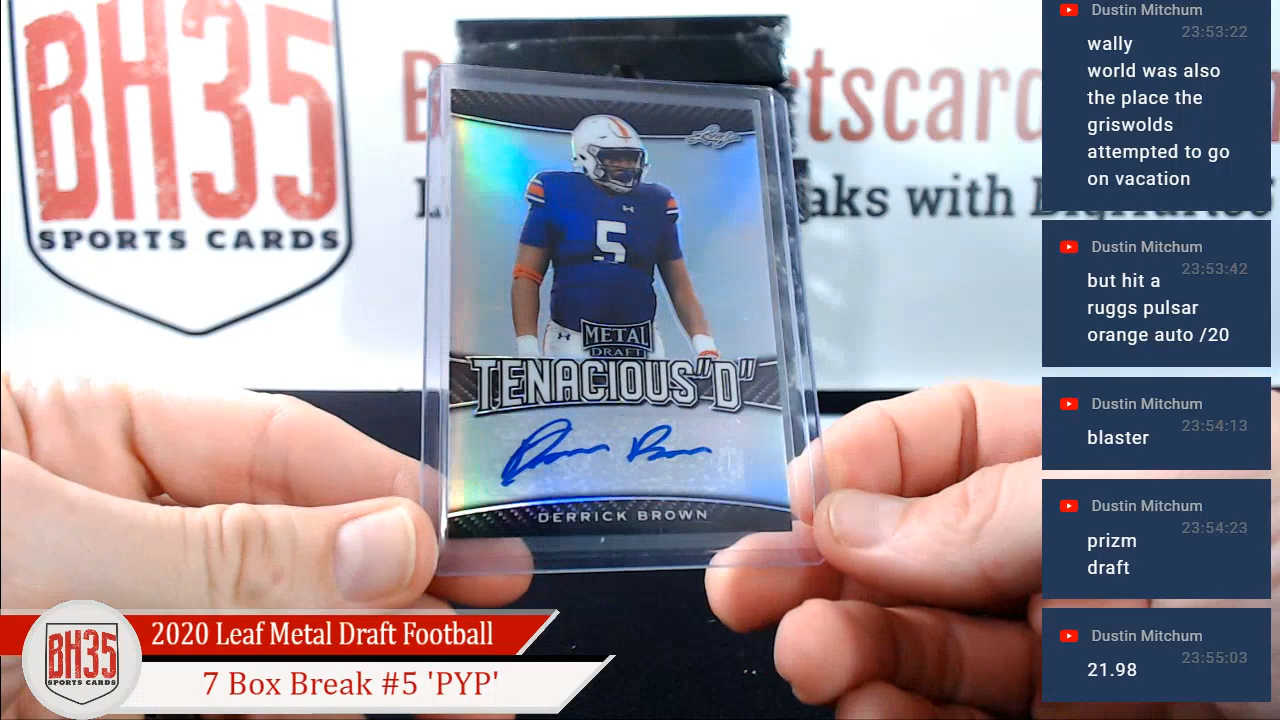 BH35
SPORTS CARDS
tscard
aks with
Leaf
5
METAL
DRAFT
TENACIOUS"D"
DERRICK BROWN
2020 Leaf Metal Draft Football
7 Box Break #5 'PYP'
BH35
SPORTS CARDS
Dustin Mitchum
23:53:22
wally
world was also
the place the
griswolds
attempted to go
on vacation
Dustin Mitchum
23:53:42
but hit a
ruggs pulsar
orange auto /20
Dustin Mitchum
23:54:13
blaster
Dustin Mitchum
23:54:23
prizm
draft
Dustin Mitchum
23:55:03
21.98